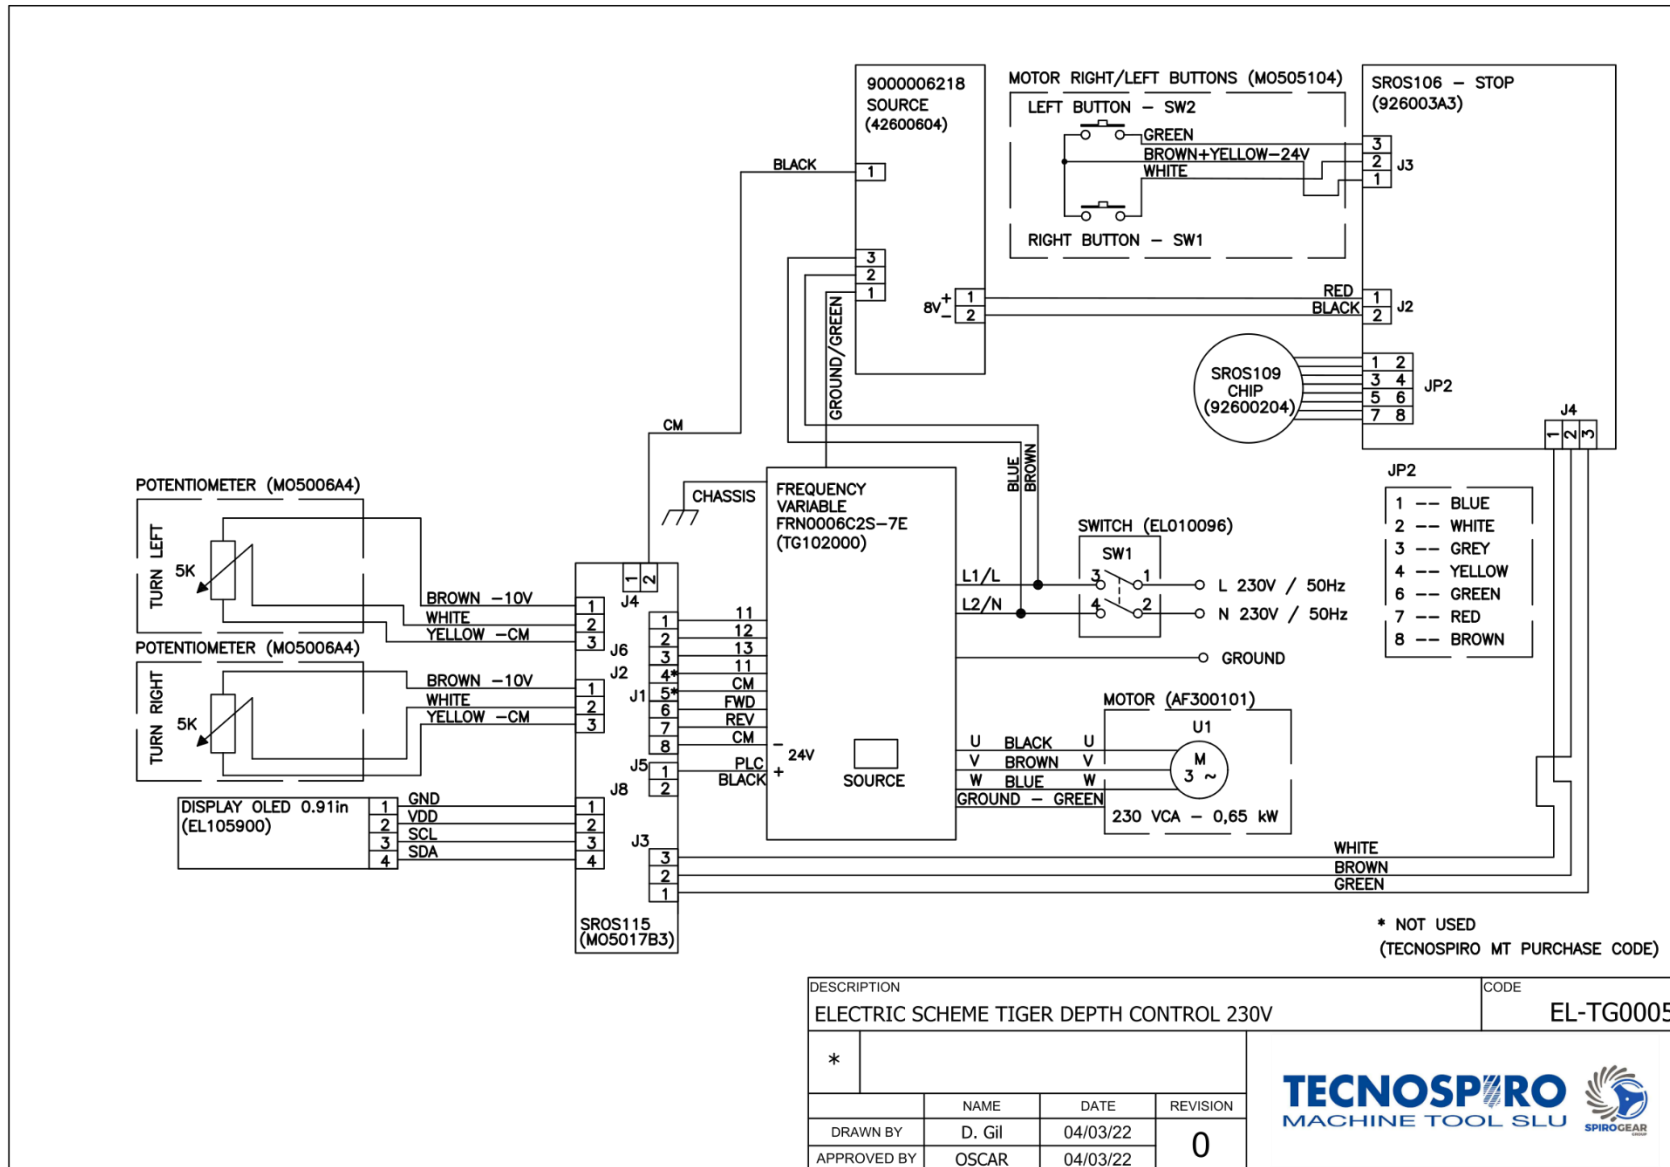 9000006218
SOURCE
(42600604)
1
3
2
1
8V
+
−
1
2
BLACK
GROUND/GREEN
CM
MOTOR RIGHT/LEFT BUTTONS (MO505104)
LEFT BUTTON − SW2
GREEN
BROWN+YELLOW−24V
WHITE
RIGHT BUTTON − SW1
SROS106 − STOP
(926003A3)
3
2
1
J3
RED
BLACK
1
2
J2
SROS109
CHIP
(92600204)
1 2
3 4
5 6
7 8
JP2
J4
1 2 3
JP2
1 −− BLUE
2 −− WHITE
3 −− GREY
4 −− YELLOW
6 −− GREEN
7 −− RED
8 −− BROWN
BLUE
BROWN
CHASSIS
FREQUENCY
VARIABLE
FRN0006C2S−7E
(TG102000)
SWITCH (EL010096)
SW1
3 1
4 2
L1/L
L2/N
L 230V / 50Hz
N 230V / 50Hz
GROUND
MOTOR (AF300101)
U1
M
3 ~
230 VCA − 0,65 kW
U BLACK U
V BROWN V
W BLUE W
GROUND − GREEN
SOURCE
−
24V
+
POTENTIOMETER (MO5006A4)
TURN LEFT
5K
BROWN −10V
WHITE
YELLOW −CM
1
2
3
J6
POTENTIOMETER (MO5006A4)
TURN RIGHT
5K
BROWN −10V
WHITE
YELLOW −CM
1
2
3
J2
DISPLAY OLED 0.91in
(EL105900)
1 GND 1
2 VDD 2
3 SCL 3
4 SDA 4
J8
1 2
J4
J1
1 11
2 12
3 13
4* 11
5* CM
6 FWD
7 REV
8 CM
J5
1 PLC
2 BLACK
J3
3
2
1
SROS115
(MO5017B3)
WHITE
BROWN
GREEN
* NOT USED
(TECNOSPIRO MT PURCHASE CODE)
DESCRIPTION
ELECTRIC SCHEME TIGER DEPTH CONTROL 230V
CODE
EL-TG0005
*
NAME DATE REVISION
DRAWN BY D. Gil 04/03/22 0
APPROVED BY OSCAR 04/03/22
TECNOSPIRO
MACHINE TOOL SLU
SPIROGEAR
GROUP